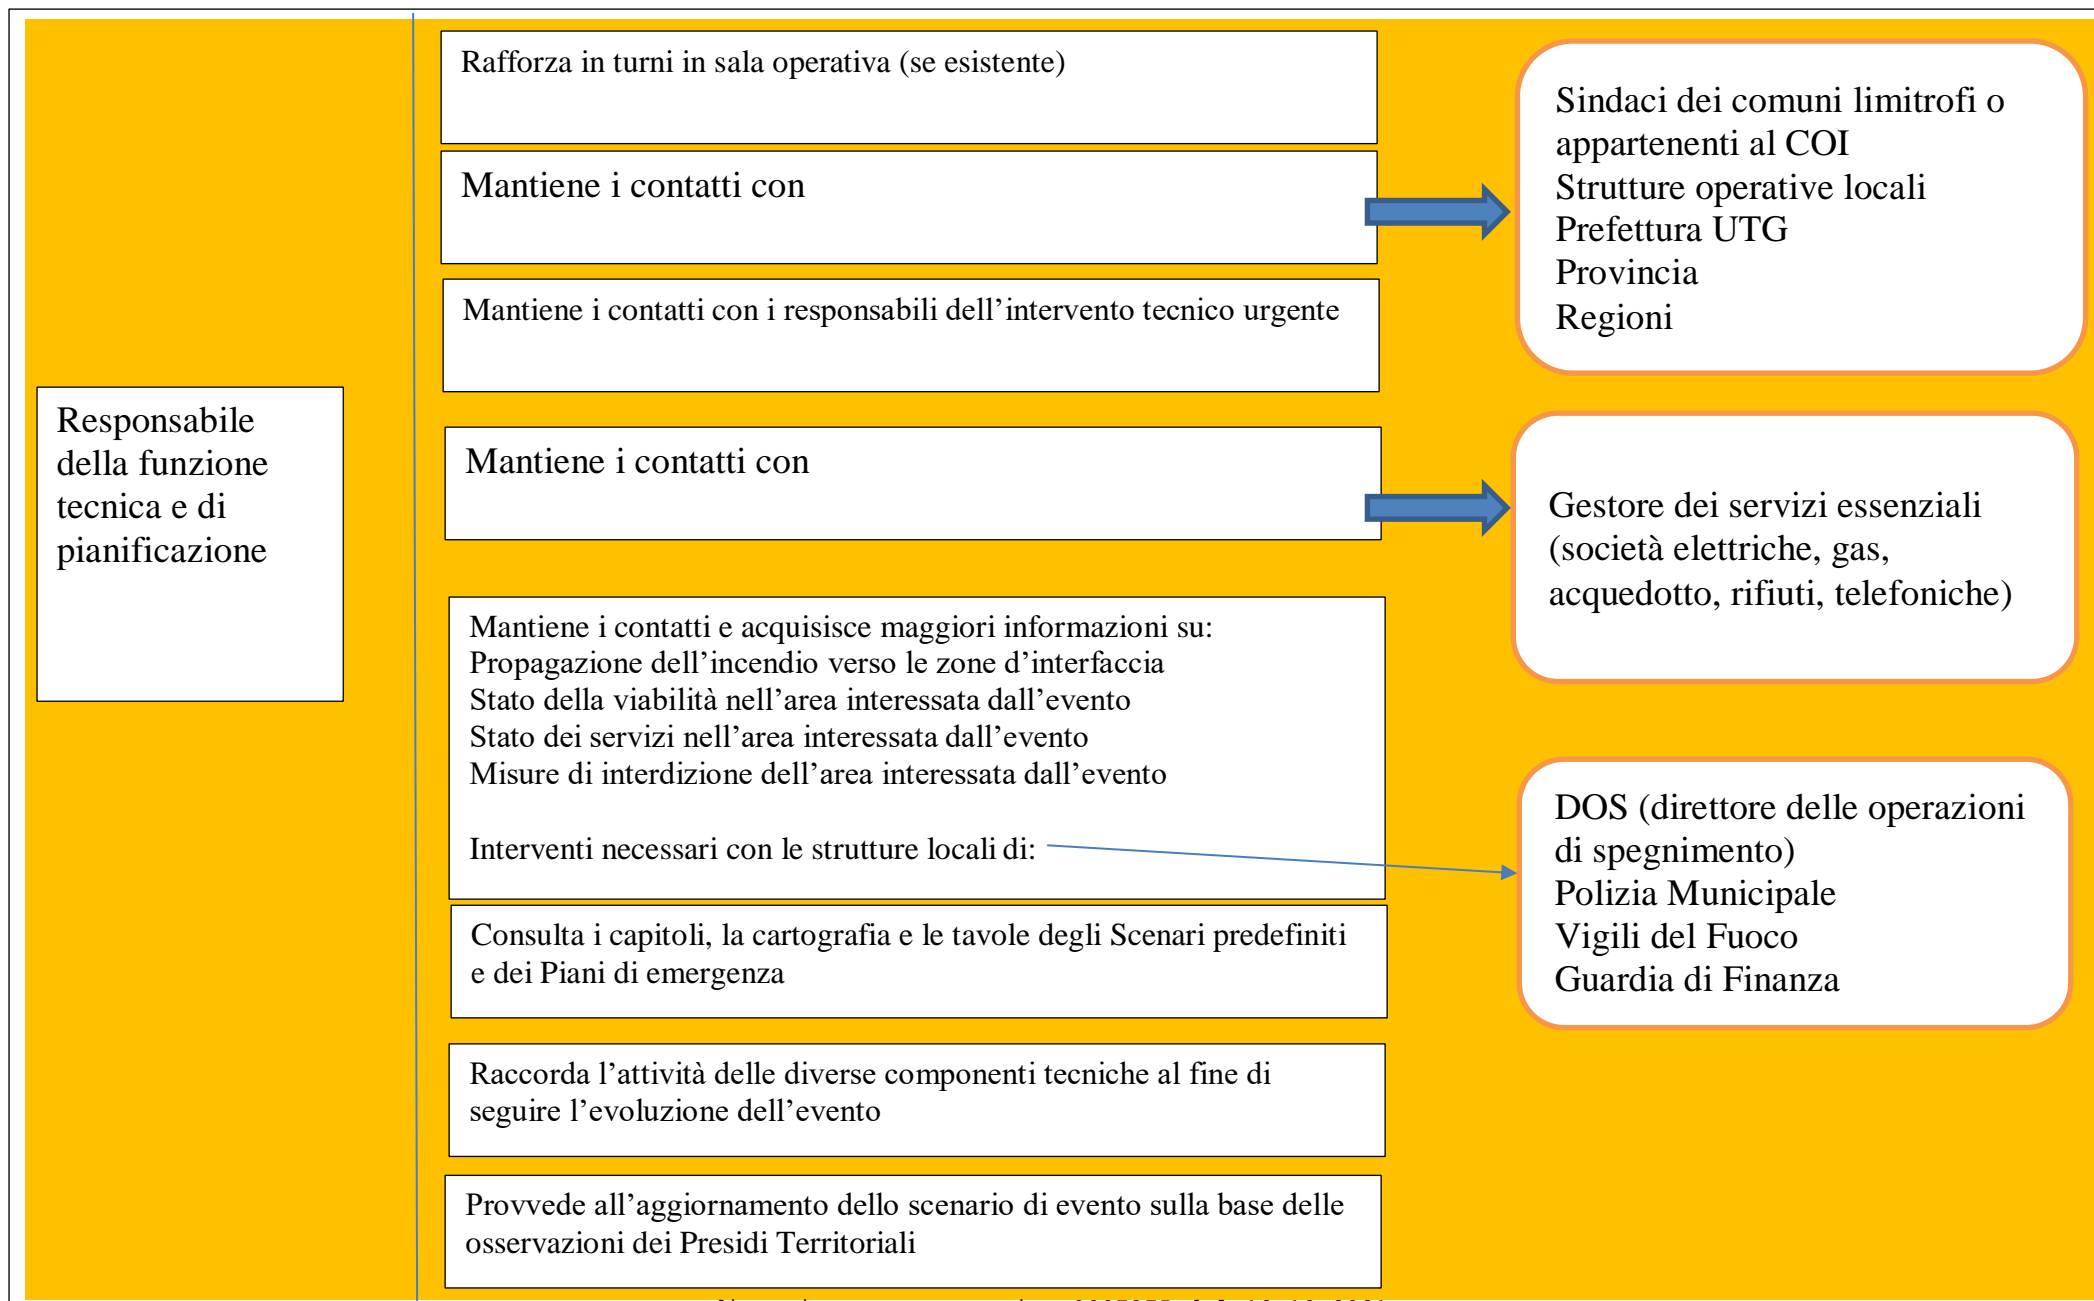 Responsabile
della funzione
tecnica e di
pianificazione
Rafforza in turni in sala operativa (se esistente)
Mantiene i contatti con
Sindaci dei comuni limitrofi o
appartenenti al COI
Strutture operative locali
Prefettura UTG
Provincia
Regioni
Mantiene i contatti con i responsabili dell’intervento tecnico urgente
Mantiene i contatti con
Gestore dei servizi essenziali
(società elettriche, gas,
acquedotto, rifiuti, telefoniche)
Mantiene i contatti e acquisisce maggiori informazioni su:
Propagazione dell’incendio verso le zone d’interfaccia
Stato della viabilità nell’area interessata dall’evento
Stato dei servizi nell’area interessata dall’evento
Misure di interdizione dell’area interessata dall’evento
Interventi necessari con le strutture locali di:
DOS (direttore delle operazioni
di spegnimento)
Polizia Municipale
Vigili del Fuoco
Guardia di Finanza
Consulta i capitoli, la cartografia e le tavole degli Scenari predefiniti
e dei Piani di emergenza
Raccorda l’attività delle diverse componenti tecniche al fine di
seguire l’evoluzione dell’evento
Provvede all’aggiornamento dello scenario di evento sulla base delle
osservazioni dei Presidi Territoriali